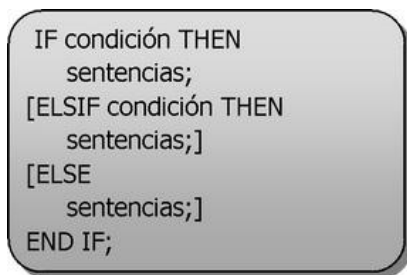 IF condición THEN
sentencias;
[ELSIF condición THEN
sentencias;]
[ELSE
sentencias;]
END IF;